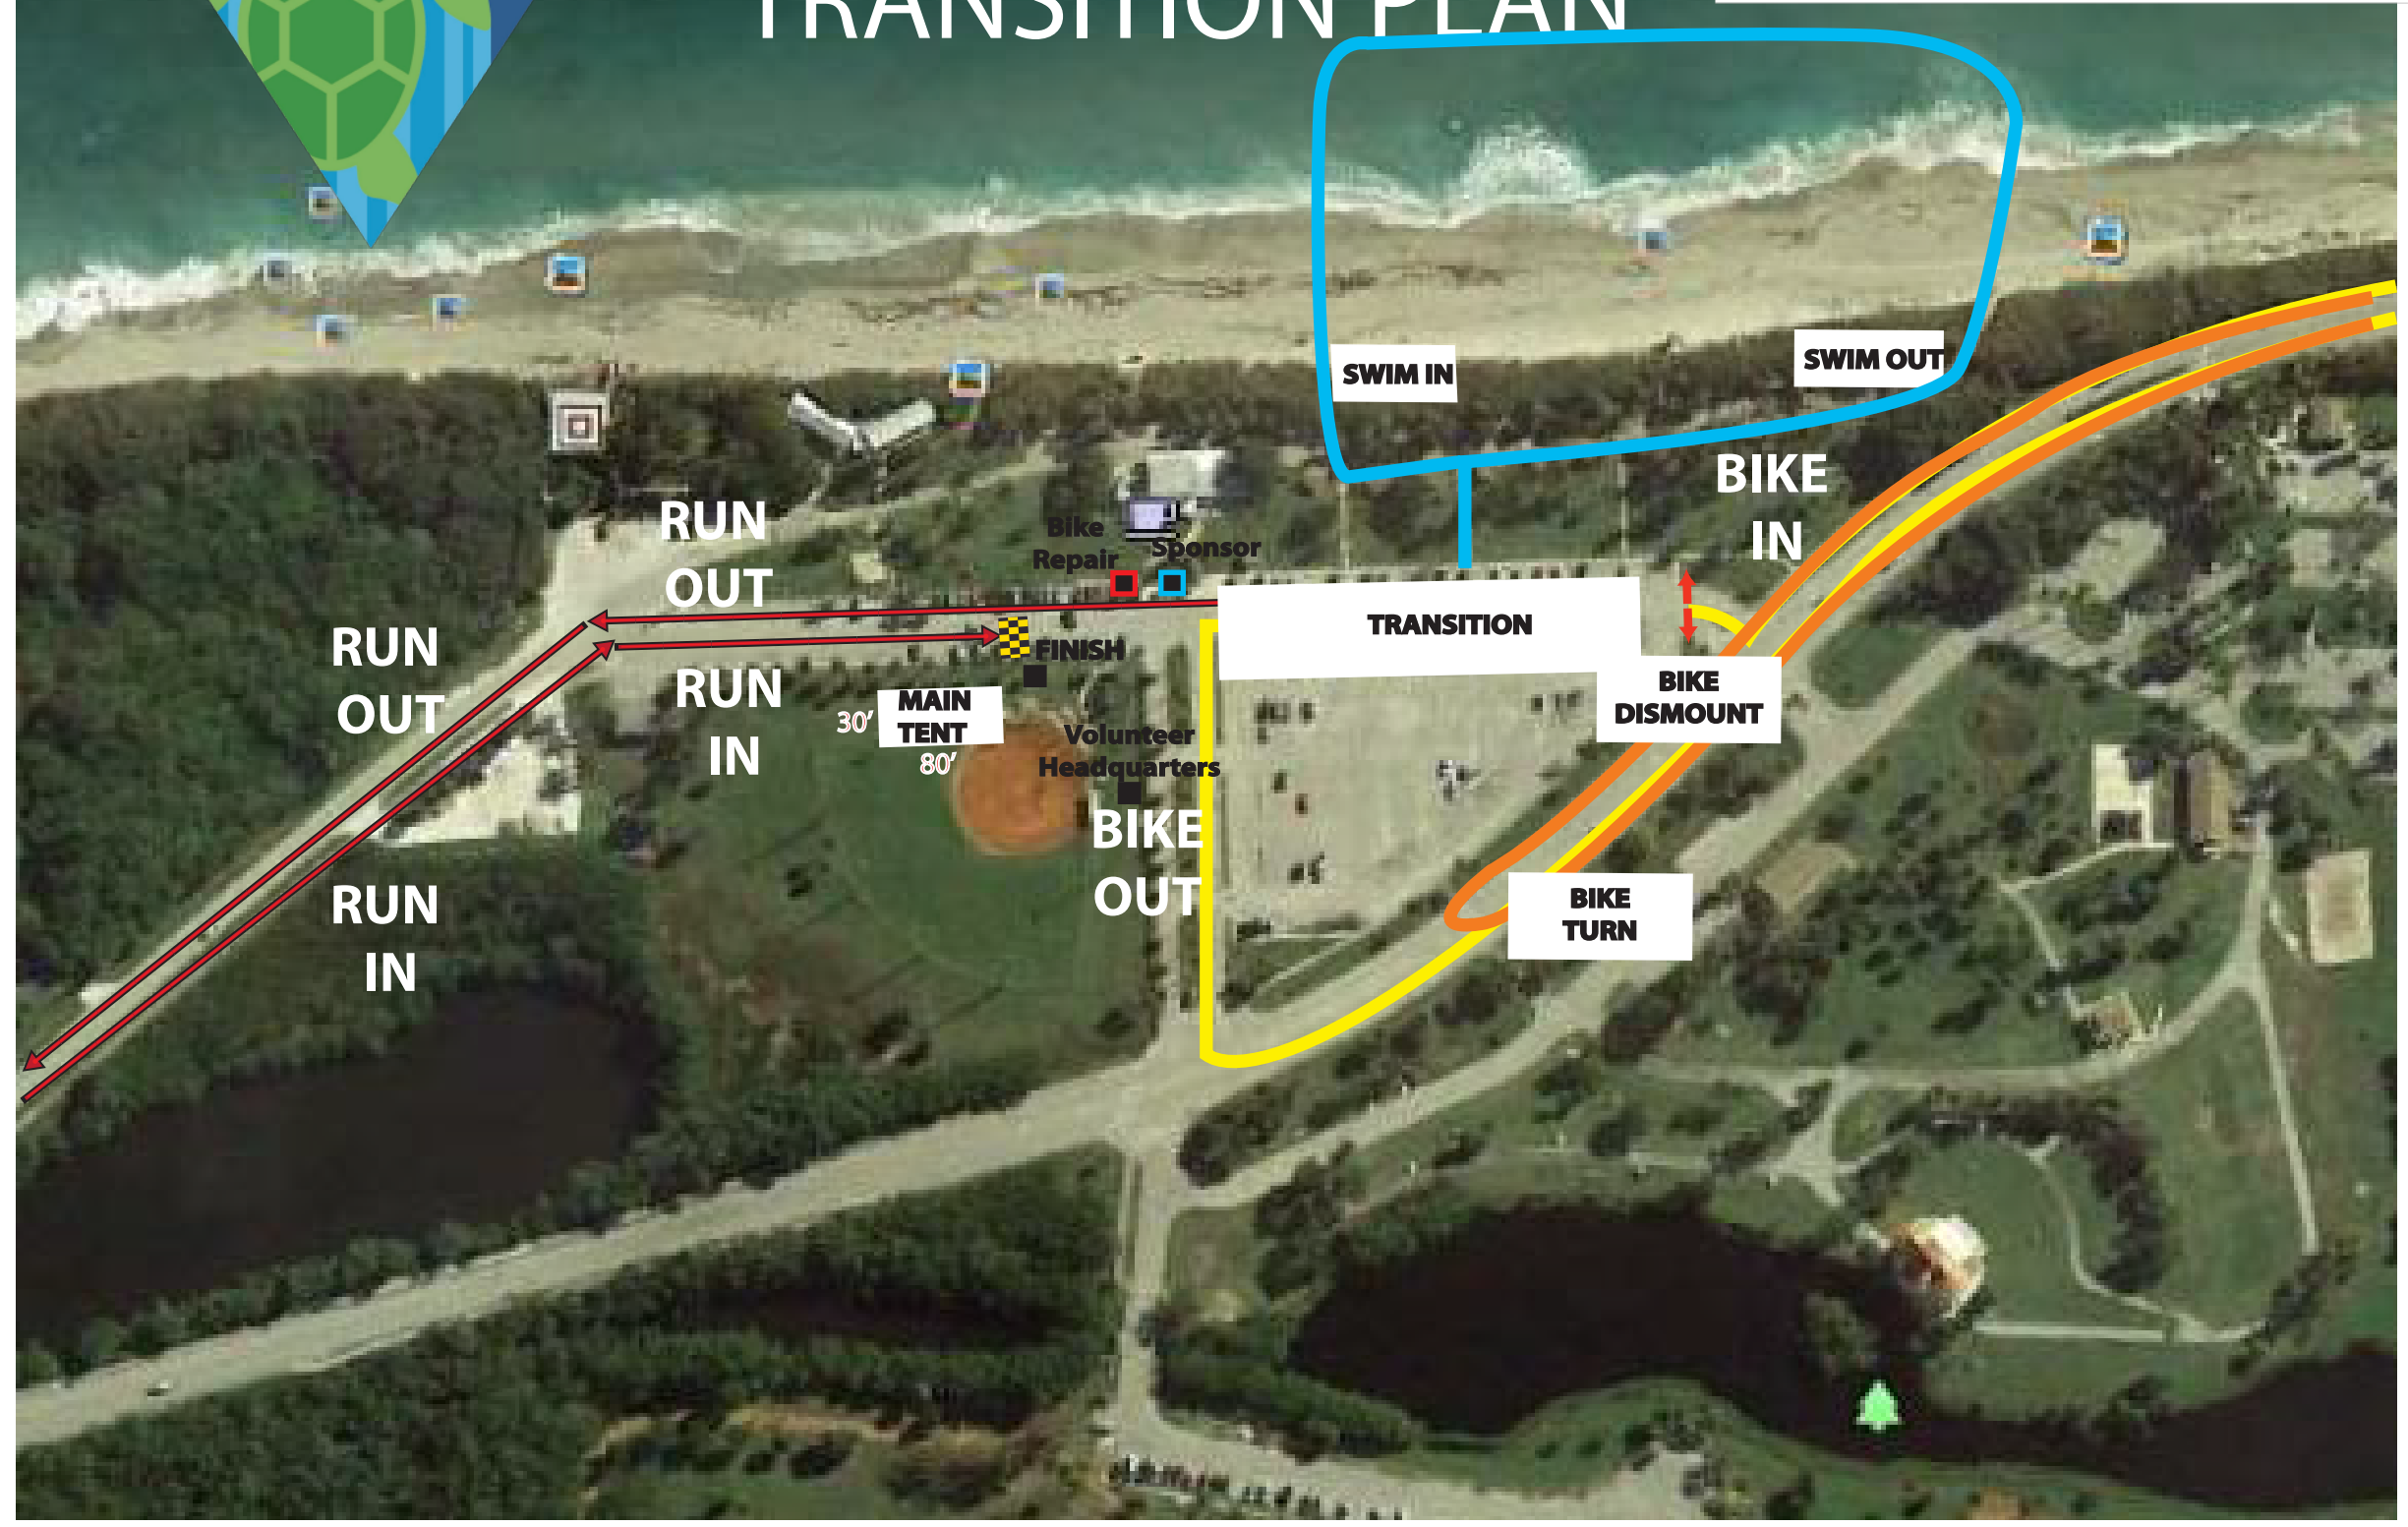 TRANSITION PLAN
SWIM IN
SWIM OUT
BIKE
IN
RUN
OUT
Bike
Repair
Sponsor
TRANSITION
RUN
OUT
FINISH
RUN
IN
MAIN
TENT
30'
80'
BIKE
DISMOUNT
Volunteer
Headquarters
BIKE
OUT
BIKE
TURN
RUN
IN